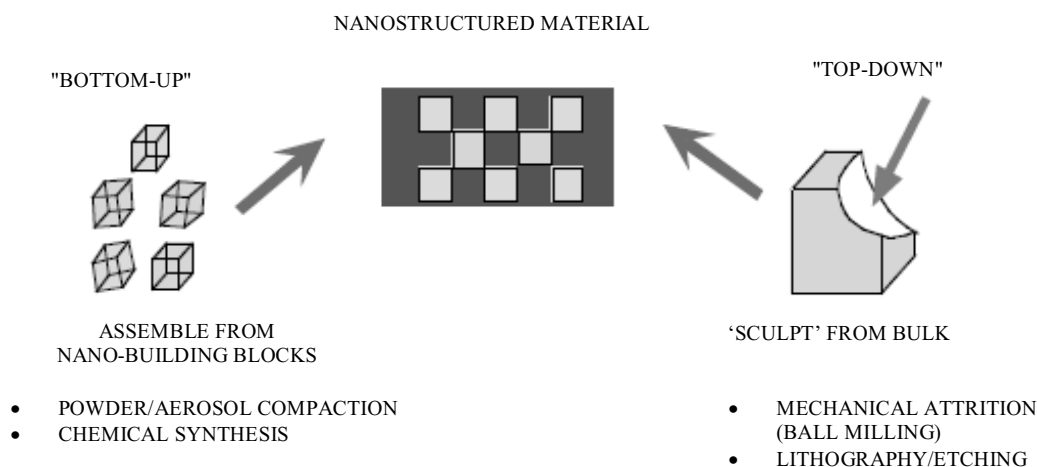 NANOSTRUCTURED MATERIAL
"BOTTOM-UP"
"TOP-DOWN"
ASSEMBLE FROM
NANO-BUILDING BLOCKS
‘SCULPT’ FROM BULK
• POWDER/AEROSOL COMPACTION
• CHEMICAL SYNTHESIS
• MECHANICAL ATTRITION
(BALL MILLING)
• LITHOGRAPHY/ETCHING